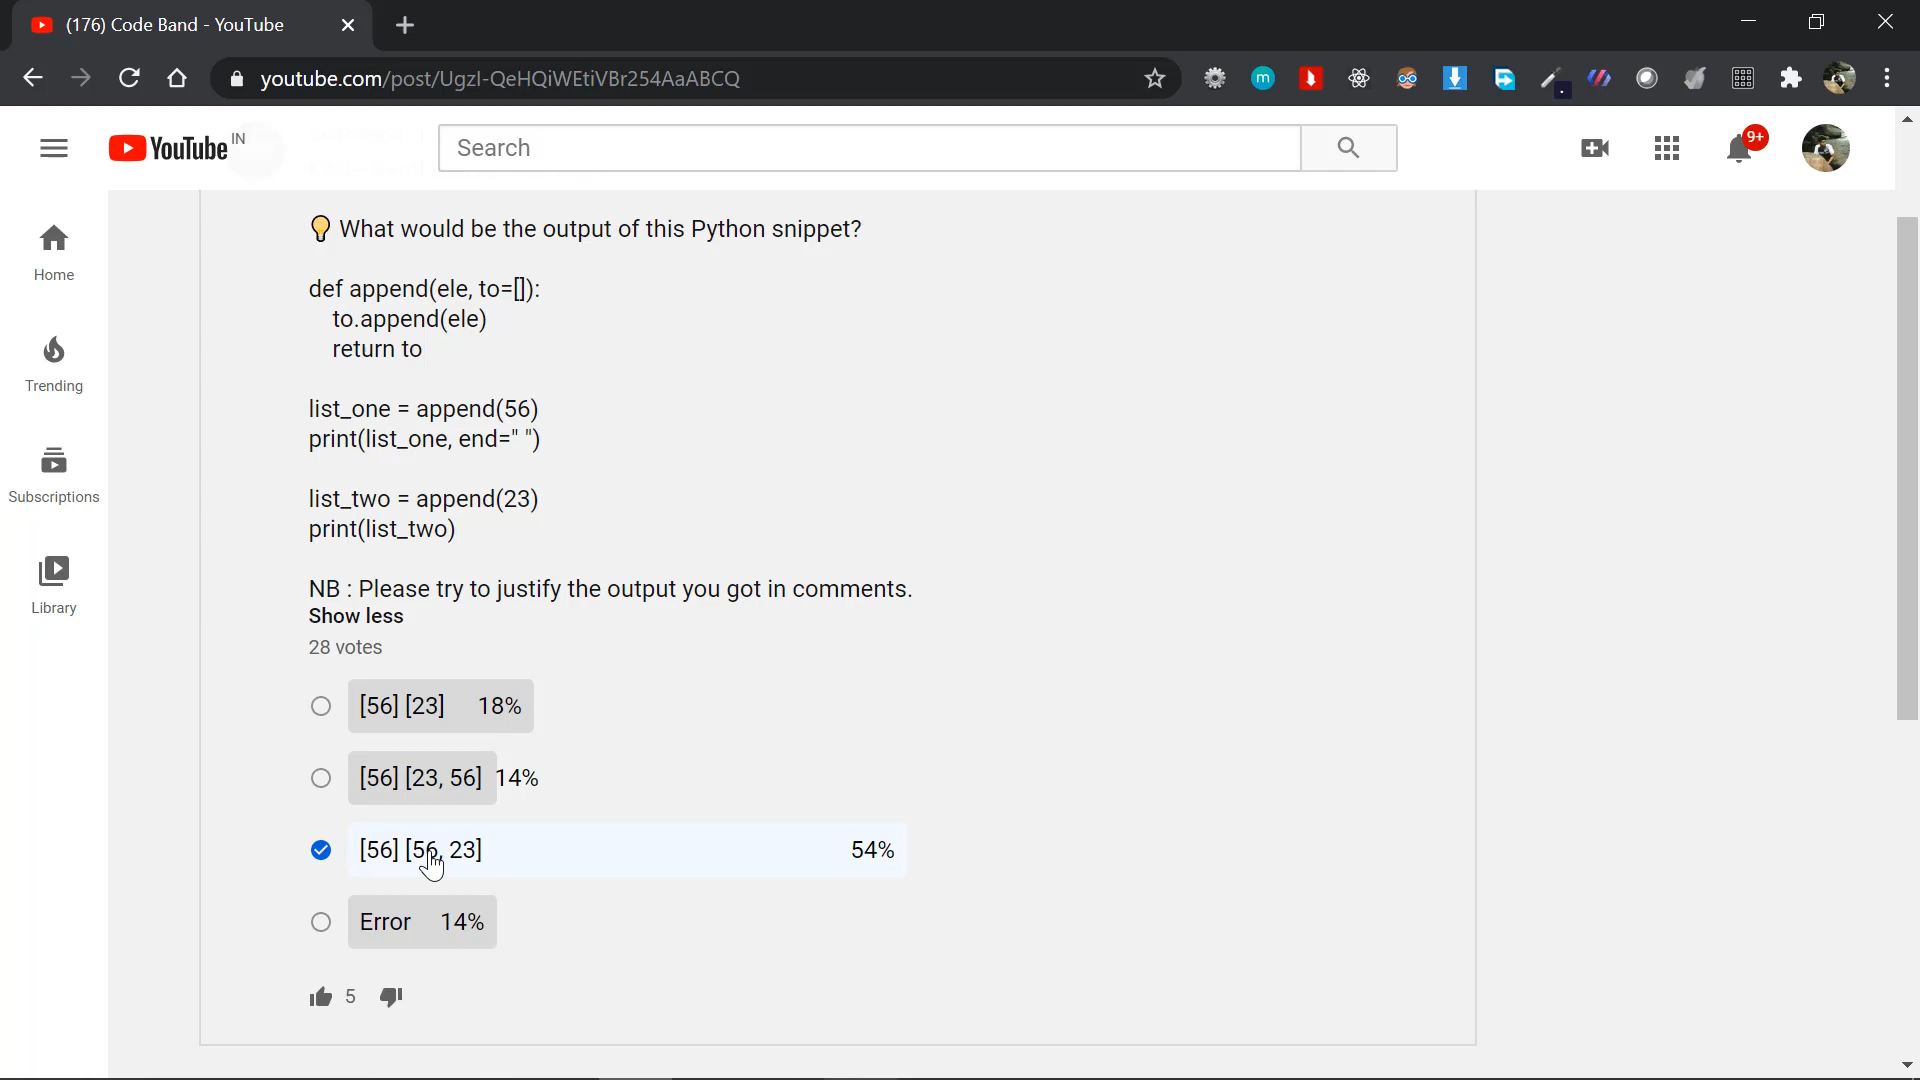 (176) Code Band - YouTube
youtube.com/post/UgzI-QeHQiWEtiVBr254AaABCQ
m
YouTube IN
Search
9+
Home
Trending
Subscriptions
Library
What would be the output of this Python snippet?
def append(ele, to=[]):
to.append(ele)
return to
list_one = append(56)
print(list_one, end=" ")
list_two = append(23)
print(list_two)
NB : Please try to justify the output you got in comments.
Show less
28 votes
[56] [23] 18%
[56] [23, 56] 14%
[56] [56, 23] 54%
Error 14%
5